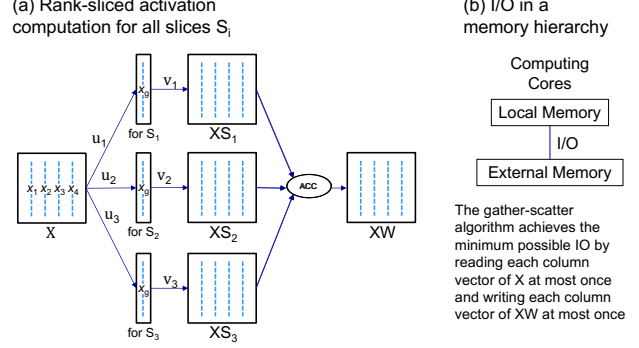 (a) Rank-sliced activation
computation for all slices Sᵢ
x₁ x₂ x₃ x₄
X
u₁
u₂
u₃
x_g
for S₁
x_g
for S₂
x_g
for S₃
v₁
v₂
v₃
XS₁
XS₂
XS₃
ACC
XW
(b) I/O in a
memory hierarchy
Computing
Cores
Local Memory
I/O
External Memory
The gather-scatter
algorithm achieves the
minimum possible IO by
reading each column
vector of X at most once
and writing each column
vector of XW at most once